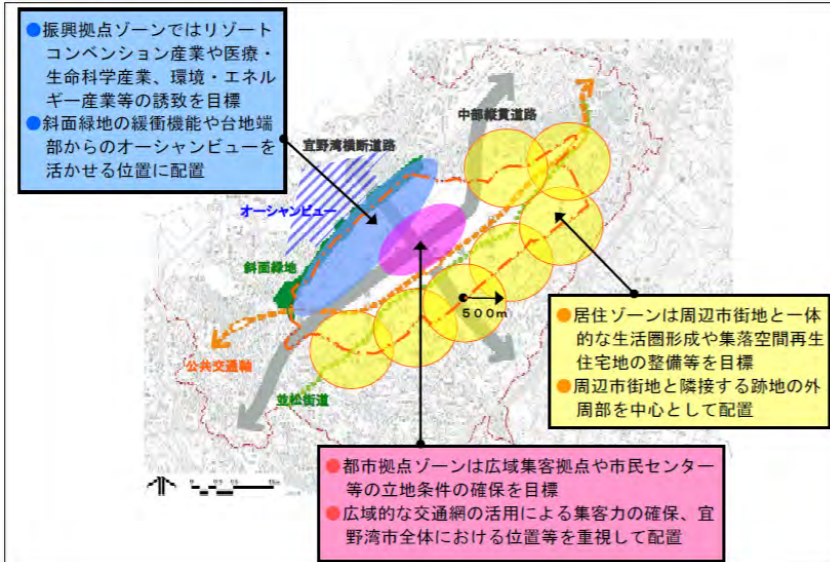 ●振興拠点ゾーンではリゾート
コンベンション産業や医療・
生命科学産業、環境・エネル
ギー産業等の誘致を目標
●斜面緑地の緩衝機能や台地端
部からのオーシャンビューを
活かせる位置に配置
中部縦貫道路
宜野湾横断道路
オーシャンビュー
斜面緑地
500m
公共交通軸
並松街道
●居住ゾーンは周辺市街地と一体
的な生活圏形成や集落空間再生
住宅地の整備等を目標
●周辺市街地と隣接する跡地の外
周部を中心として配置
●都市拠点ゾーンは広域集客拠点や市民センター
等の立地条件の確保を目標
●広域的な交通網の活用による集客力の確保、宜
野湾市全体における位置等を重視して配置